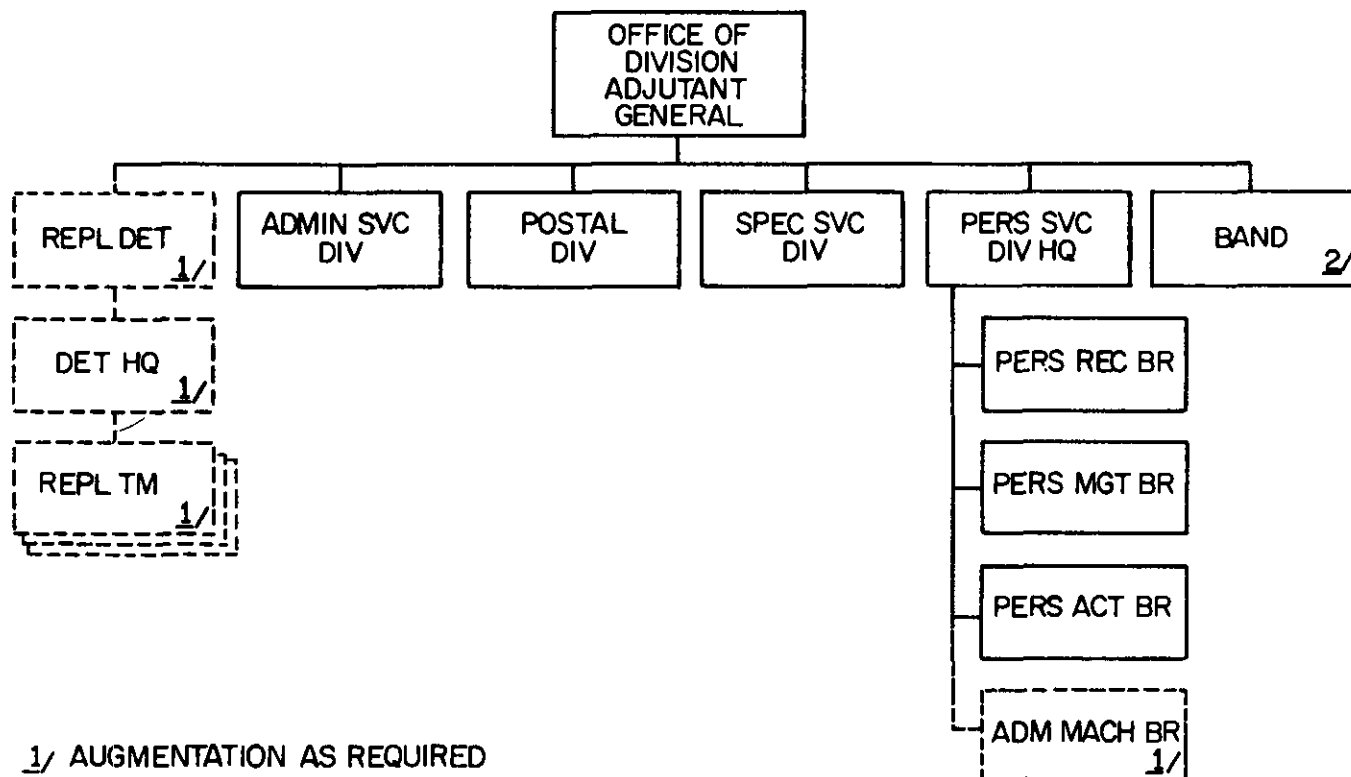 OFFICE OF
DIVISION
ADJUTANT
GENERAL
REPL DET
1/
ADMIN SVC
DIV
POSTAL
DIV
SPEC SVC
DIV
PERS SVC
DIV HQ
BAND
2/
DET HQ
1/
REPL TM
1/
PERS REC BR
PERS MGT BR
PERS ACT BR
ADM MACH BR
1/
1/ AUGMENTATION AS REQUIRED